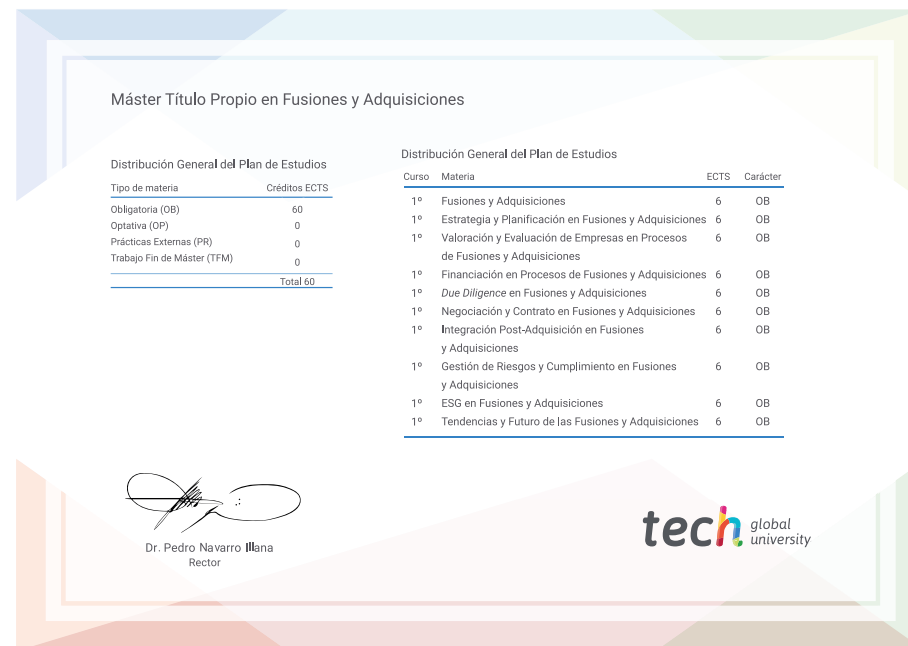 Máster Título Propio en Fusiones y Adquisiciones
Distribución General del Plan de Estudios
Tipo de materia Créditos ECTS
Obligatoria (OB) 60
Optativa (OP) 0
Prácticas Externas (PR) 0
Trabajo Fin de Máster (TFM) 0
Total 60
Distribución General del Plan de Estudios
Curso Materia ECTS Carácter
1º Fusiones y Adquisiciones 6 OB
1º Estrategia y Planificación en Fusiones y Adquisiciones 6 OB
1º Valoración y Evaluación de Empresas en Procesos 6 OB
de Fusiones y Adquisiciones
1º Financiación en Procesos de Fusiones y Adquisiciones 6 OB
1º Due Diligence en Fusiones y Adquisiciones 6 OB
1º Negociación y Contrato en Fusiones y Adquisiciones 6 OB
1º Integración Post-Adquisición en Fusiones 6 OB
y Adquisiciones
1º Gestión de Riesgos y Cumplimiento en Fusiones 6 OB
y Adquisiciones
1º ESG en Fusiones y Adquisiciones 6 OB
1º Tendencias y Futuro de las Fusiones y Adquisiciones 6 OB
Dr. Pedro Navarro Illana
Rector
tech global
university